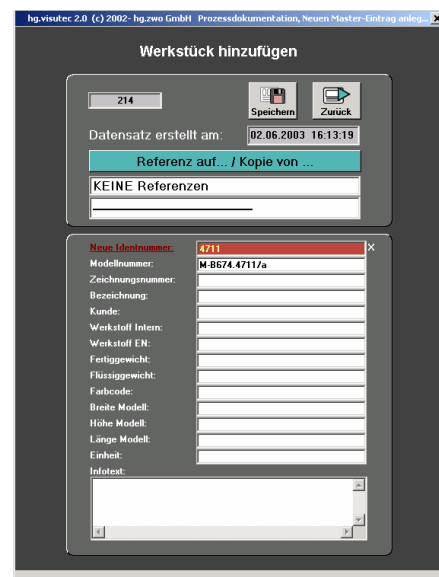 hg.visutec 2.0 (c) 2002- hg.zwo GmbH Prozessdokumentation, Neuen Master-Eintrag anleg...
Werkstück hinzufügen
214
Speichern
Zurück
Datensatz erstellt am: 02.06.2003 16:13:19
Referenz auf... / Kopie von ...
KEINE Referenzen
Neue Identnummer: 4711 X
Modellnummer: M-B674.4711/a
Zeichnungsnummer:
Bezeichnung:
Kunde:
Werkstoff Intern:
Werkstoff EN:
Fertiggewicht:
Flüssiggewicht:
Farbcode:
Breite Modell:
Höhe Modell:
Länge Modell:
Einheit:
Infotext: